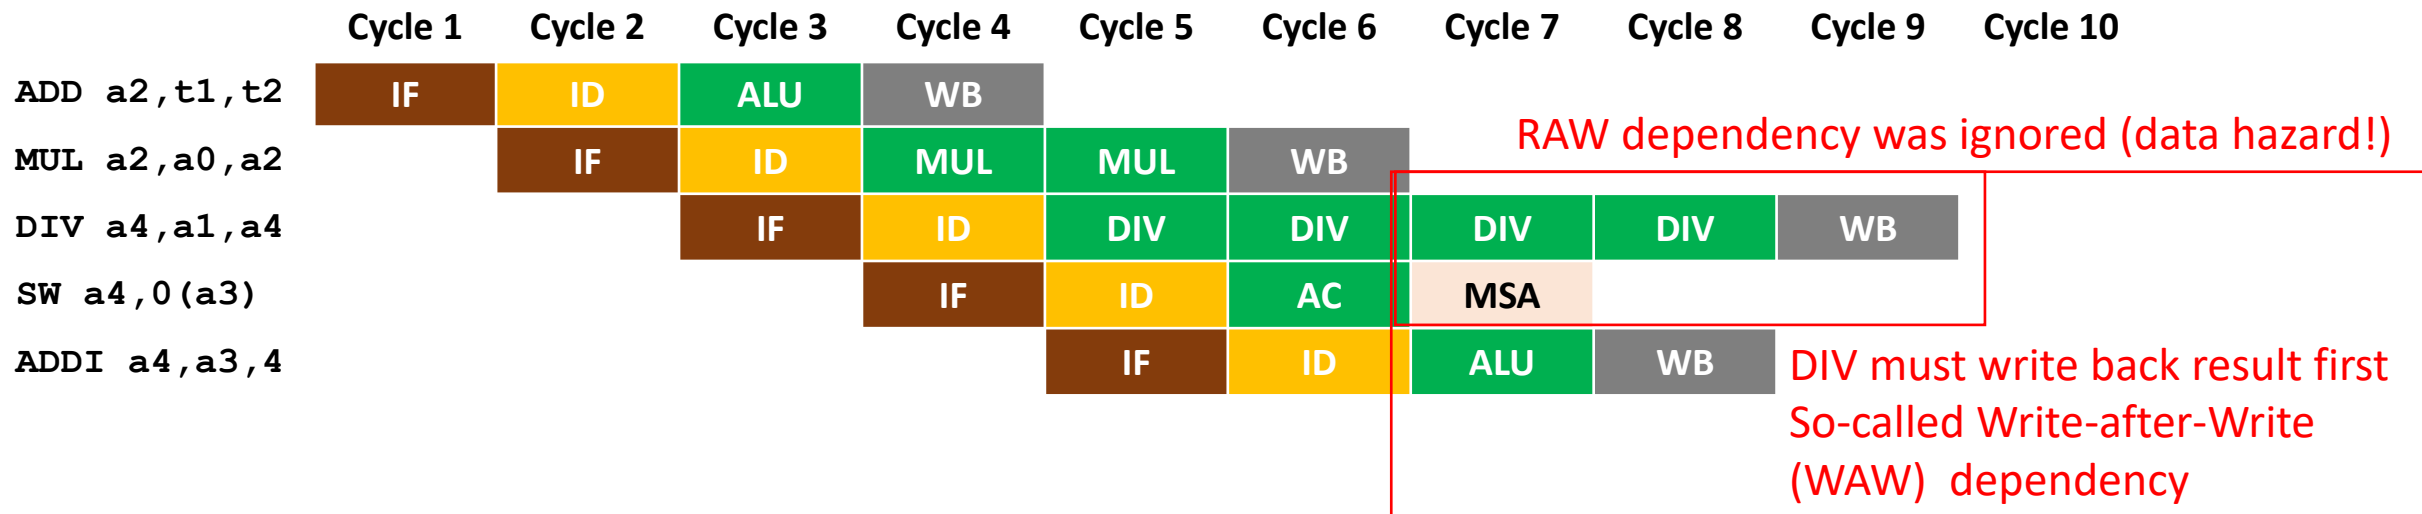 Cycle 1 Cycle 2 Cycle 3 Cycle 4 Cycle 5 Cycle 6 Cycle 7 Cycle 8 Cycle 9 Cycle 10
ADD a2,t1,t2 IF ID ALU WB
RAW dependency was ignored (data hazard!)
MUL a2,a0,a2 IF ID MUL MUL WB
DIV a4,a1,a4 IF ID DIV DIV DIV DIV WB
SW a4,0(a3) IF ID AC MSA
ADDI a4,a3,4 IF ID ALU WB
DIV must write back result first
So-called Write-after-Write
(WAW) dependency